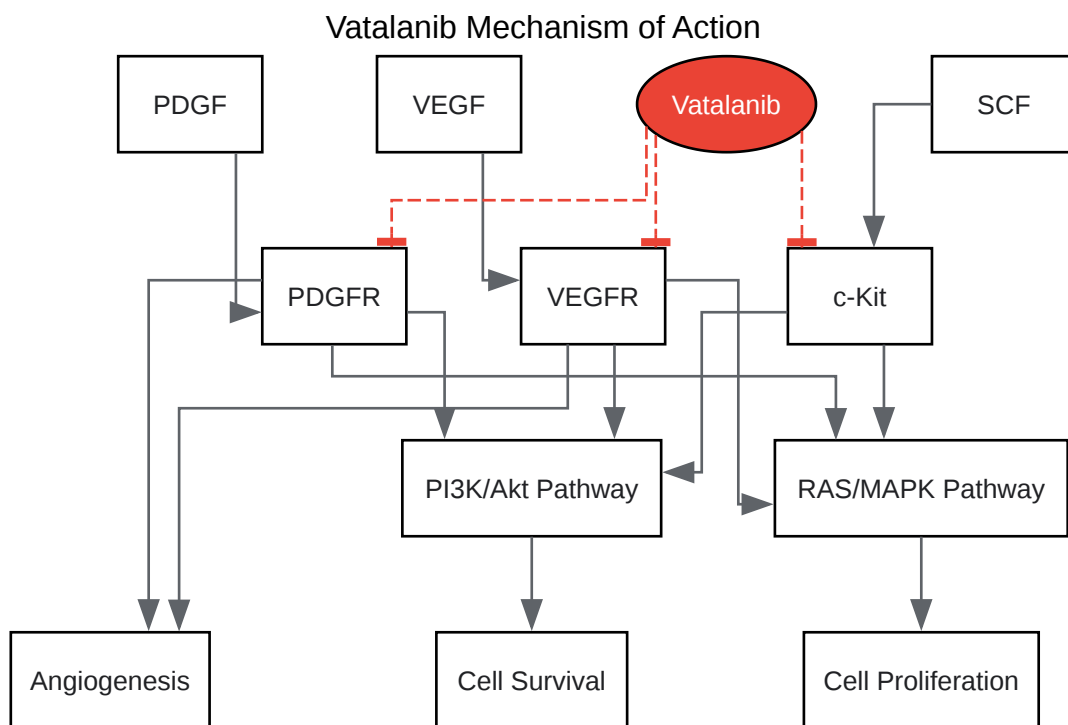 Vatalanib Mechanism of Action
PDGF
VEGF
Vatalanib
SCF
PDGFR
VEGFR
c-Kit
PI3K/Akt Pathway
RAS/MAPK Pathway
Angiogenesis
Cell Survival
Cell Proliferation